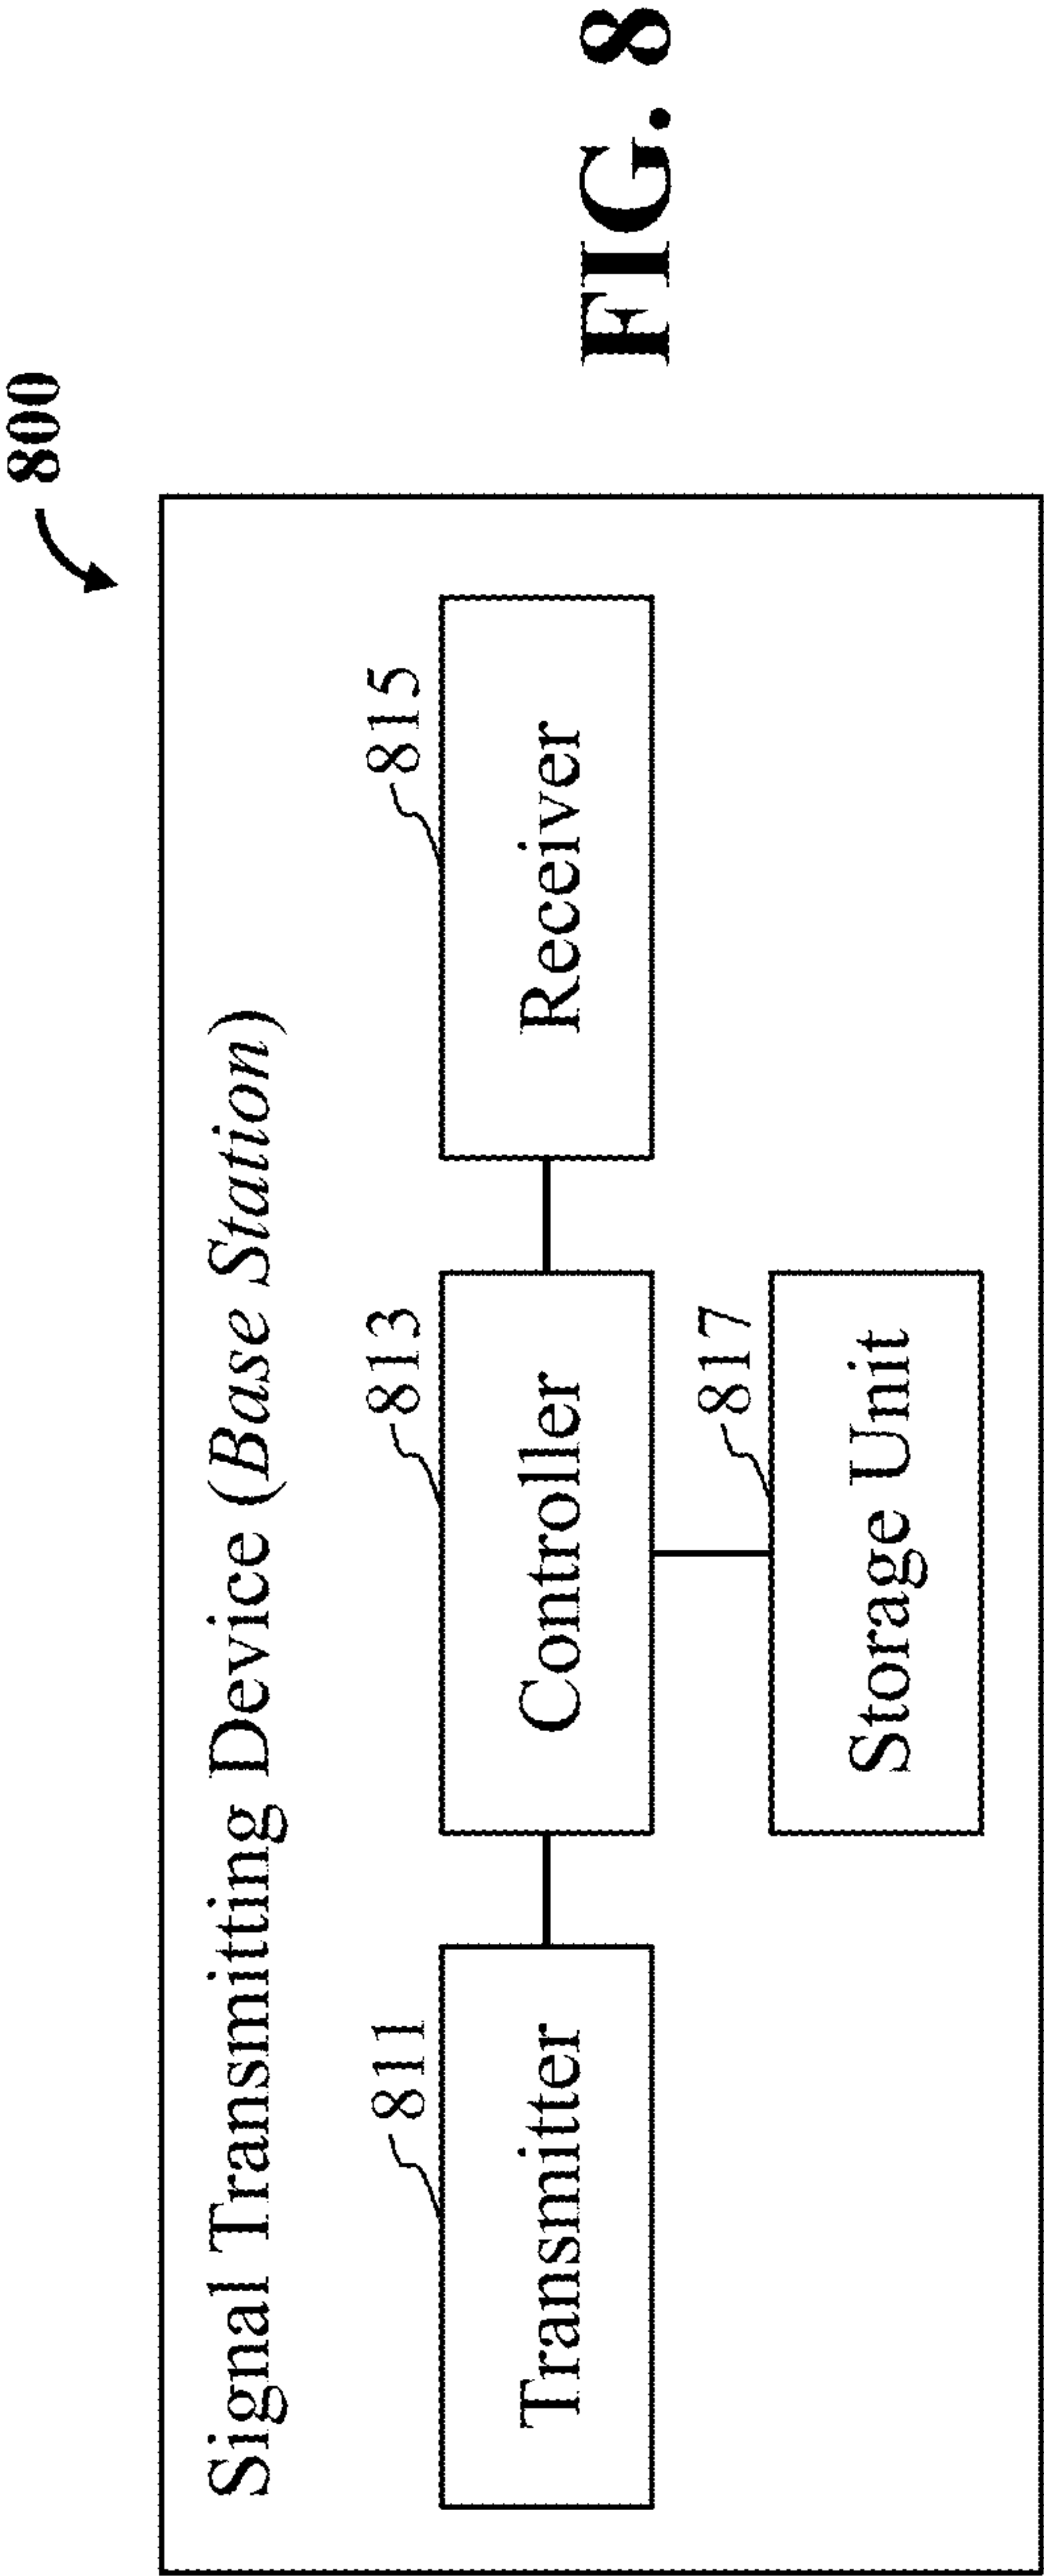 800
Signal Transmitting Device (Base Station)
811
813
815
Transmitter
Controller
Receiver
817
Storage Unit
FIG. 8